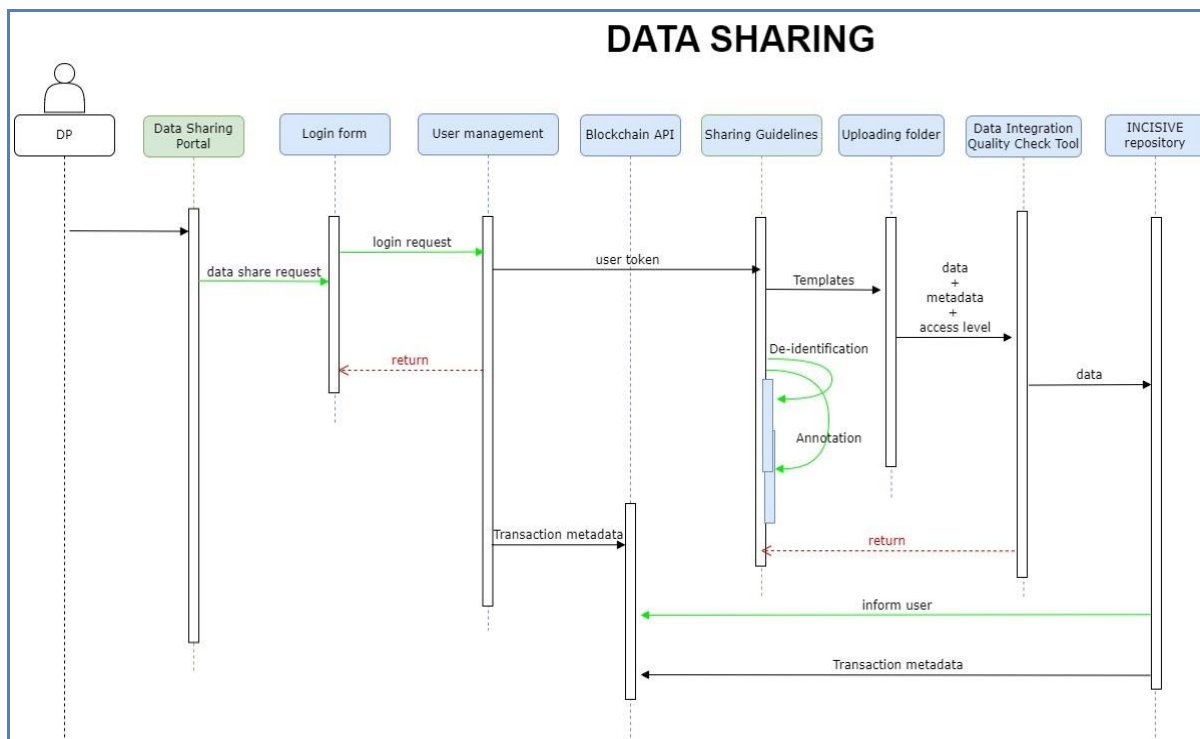 DATA SHARING
DP
Data Sharing
Portal
Login form
User management
Blockchain API
Sharing Guidelines
Uploading folder
Data Integration
Quality Check Tool
INCISIVE
repository
login request
user token
data share request
Templates
data
+
metadata
+
access level
De-identification
return
data
Annotation
Transaction metadata
return
inform user
Transaction metadata